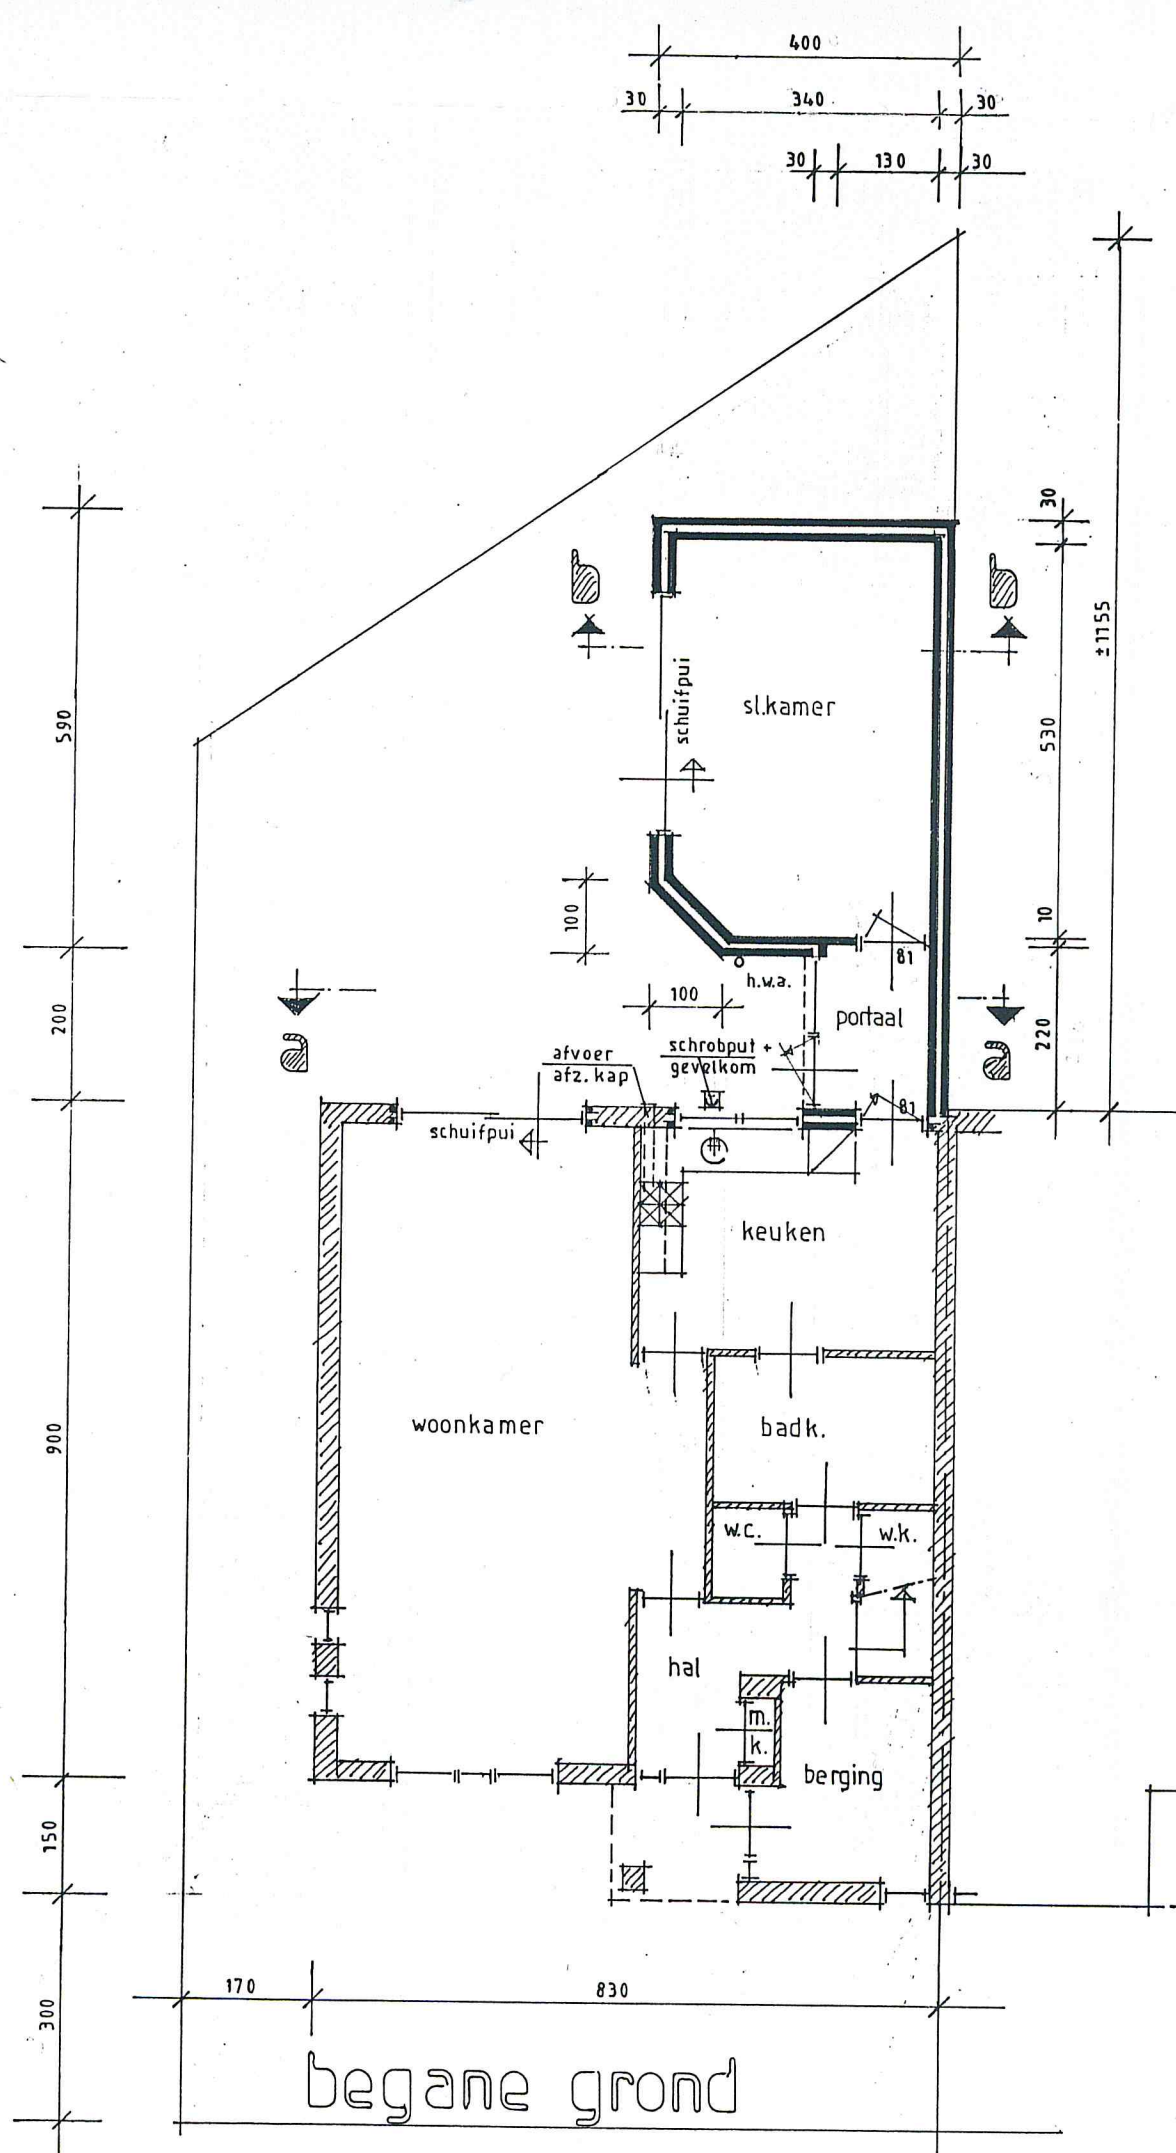 400
30 340 30
30 130 30
30
b b
±1155
590
schuifpui
sl.kamer
530
100
10
81
h.w.a.
200
100
portaal
220
a a
afvoer
afz. kap
schrobput +
gevelkom
81
schuifpui
keuken
900
woonkamer
badk.
w.c. w.k.
hal
m.
k.
berging
150
170 830
300
begane grond